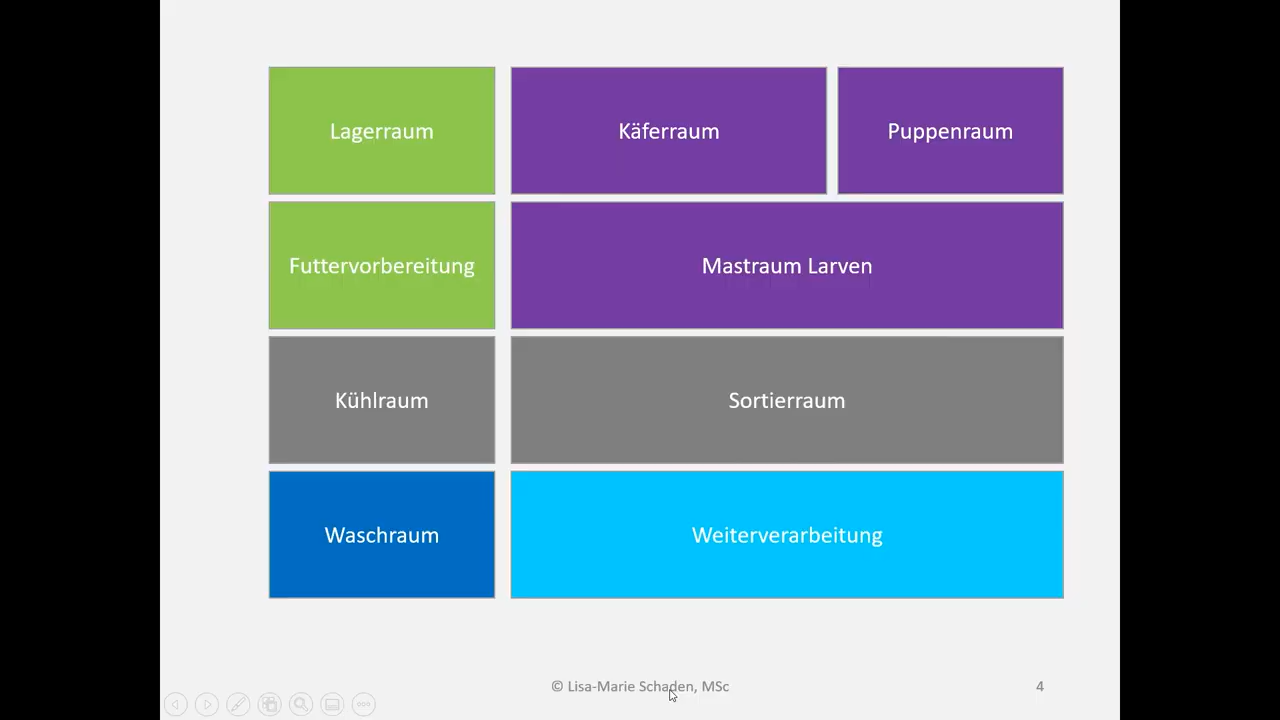 Lagerraum
Käferraum
Puppenraum
Futtervorbereitung
Mastraum Larven
Kühlraum
Sortierraum
Waschraum
Weiterverarbeitung
© Lisa-Marie Schaden, MSc
4